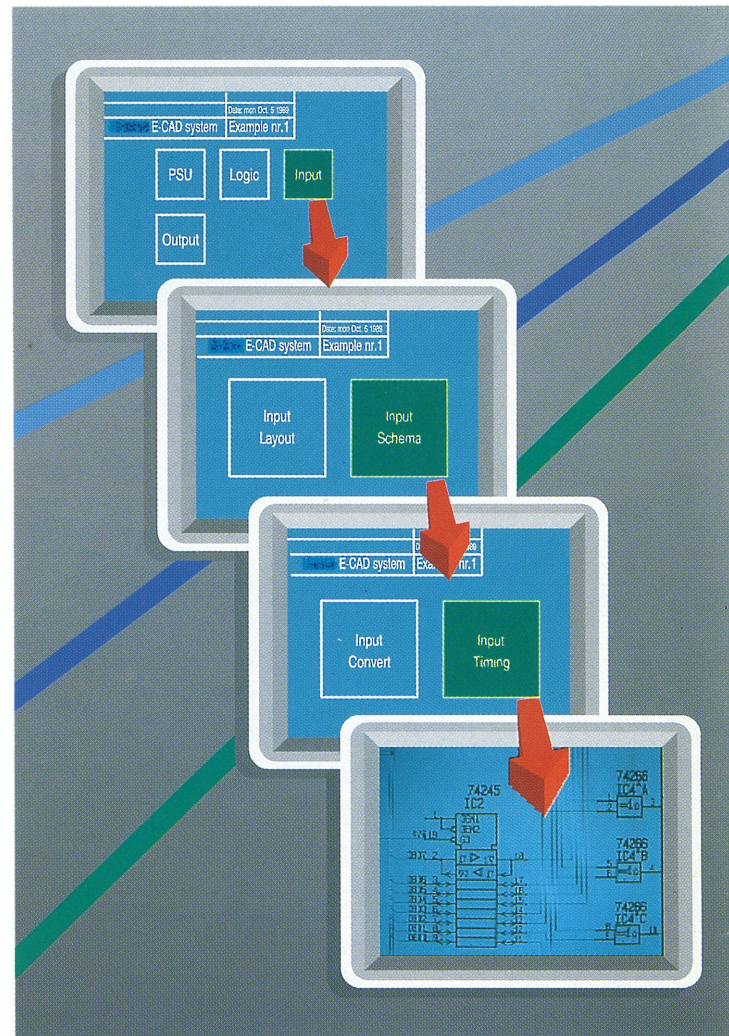 Date: mon Oct. 5 1989
E-CAD system Example nr.1
PSU Logic Input
Output
Date: mon Oct. 5 1989
E-CAD system Example nr.1
Input
Layout
Input
Schema
E-CAD system
Input
Convert
Input
Timing
74245
IC2
74266
IC4*A
74266
IC4*B
74266
IC4*C